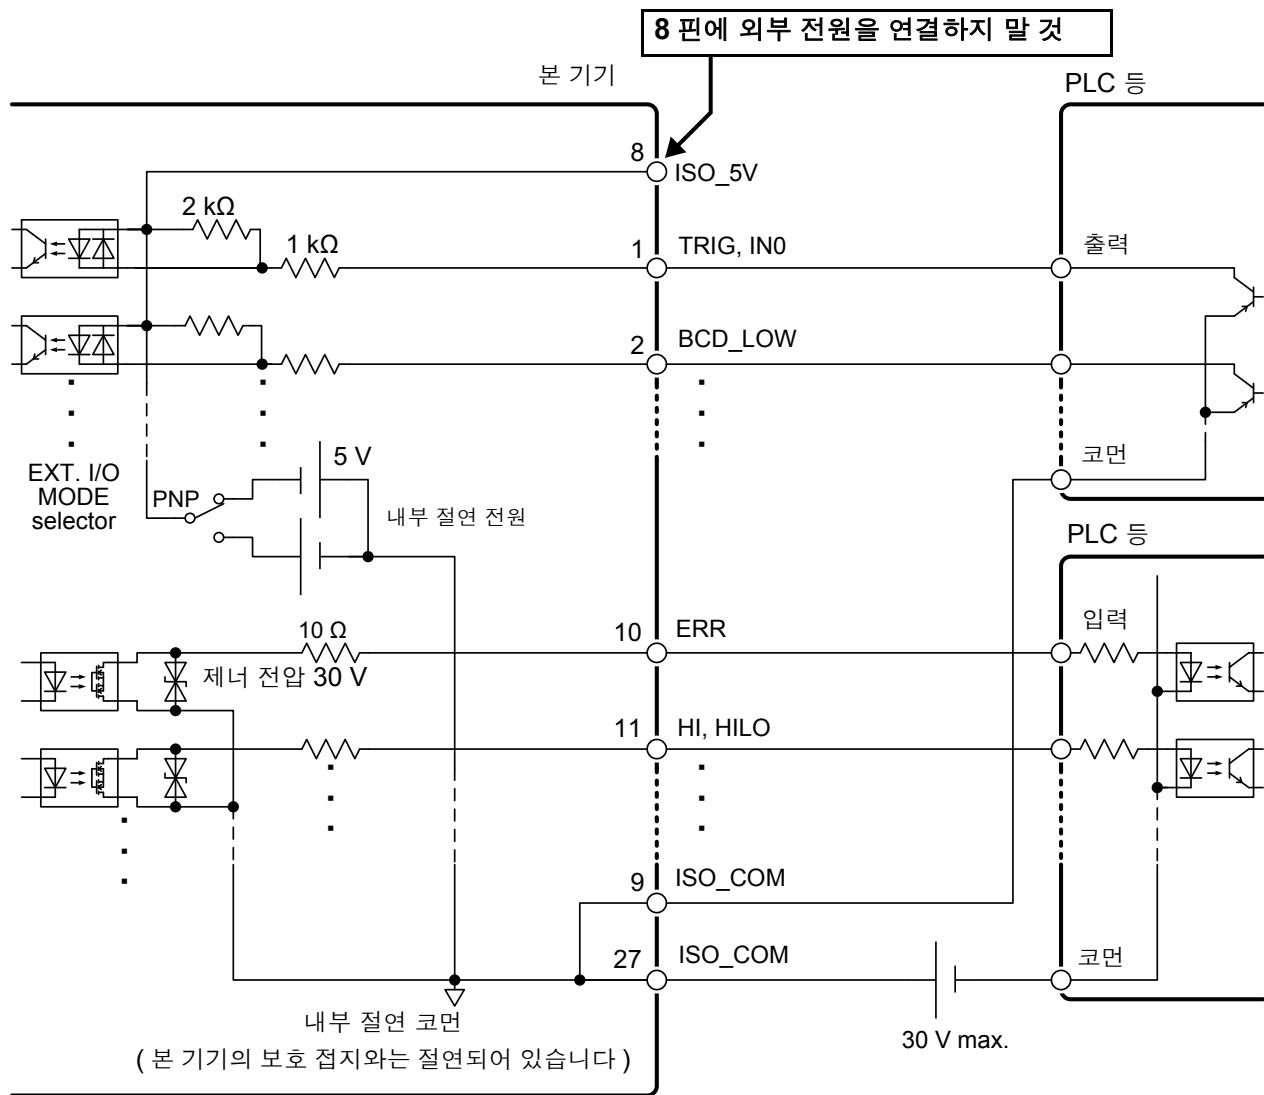 8 핀에 외부 전원을 연결하지 말 것
본 기기
PLC 등
8
ISO_5V
2 kΩ
1 kΩ
1
TRIG, IN0
출력
2
BCD_LOW
코먼
EXT. I/O
MODE
selector
PNP
5 V
내부 절연 전원
PLC 등
입력
10 Ω
10
ERR
제너 전압 30 V
11
HI, HILO
9
ISO_COM
27
ISO_COM
코먼
내부 절연 코먼
( 본 기기의 보호 접지와는 절연되어 있습니다 )
30 V max.